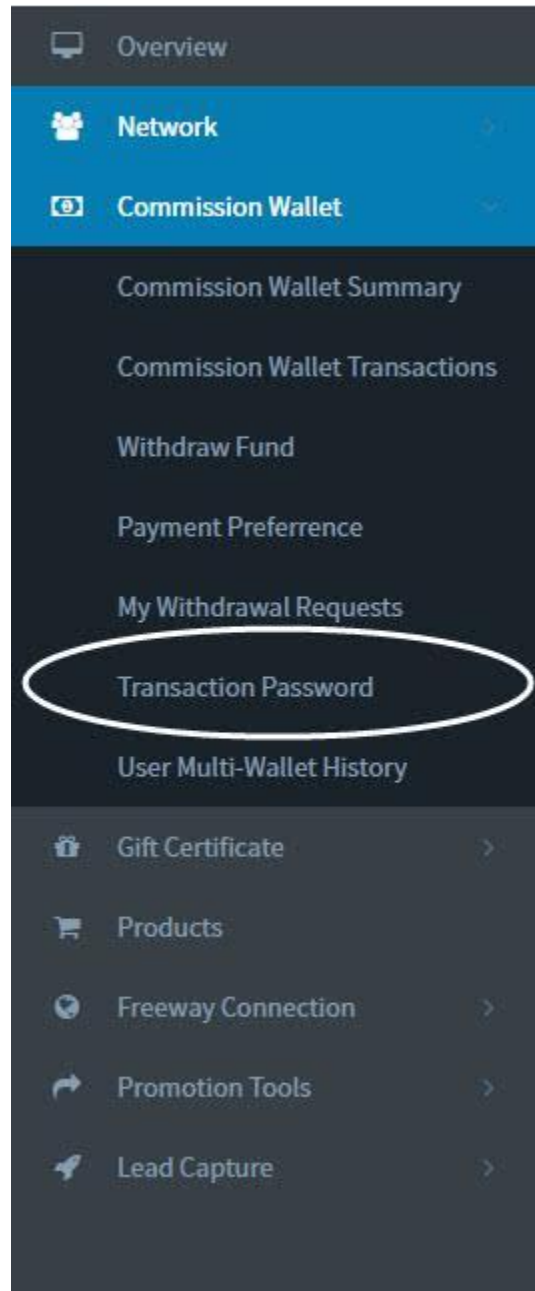 Overview
Network
Commission Wallet
Commission Wallet Summary
Commission Wallet Transactions
Withdraw Fund
Payment Preferrence
My Withdrawal Requests
Transaction Password
User Multi-Wallet History
Gift Certificate
Products
Freeway Connection
Promotion Tools
Lead Capture